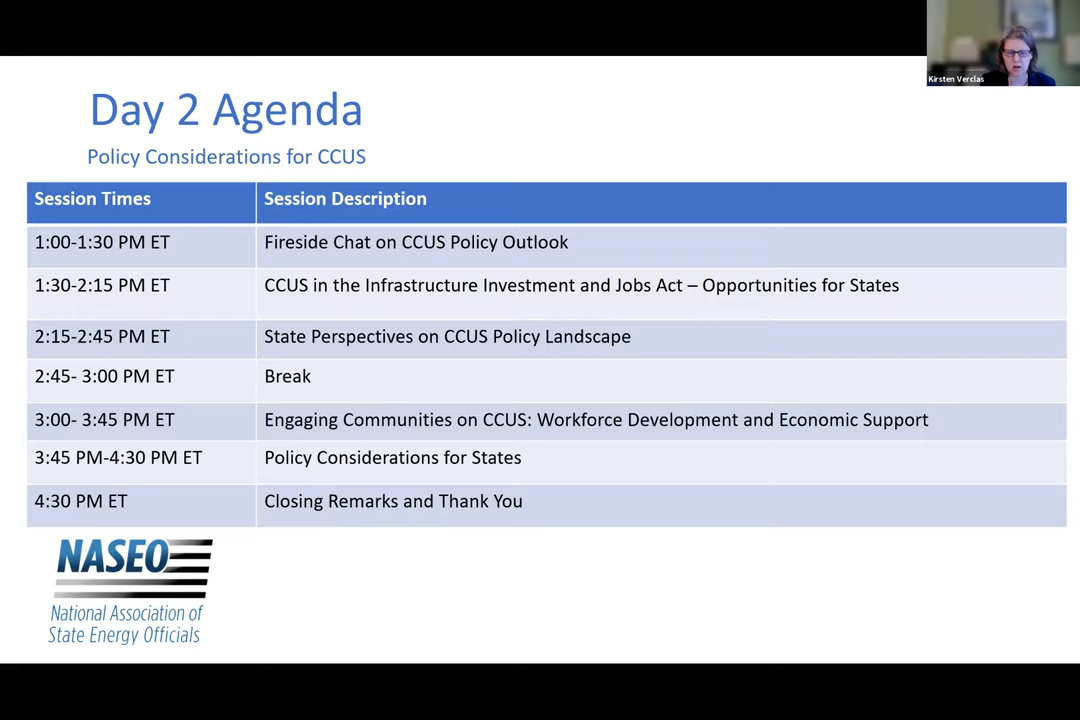 Kirsten Verclas
Day 2 Agenda
Policy Considerations for CCUS
Session Times
Session Description
1:00-1:30 PM ET
Fireside Chat on CCUS Policy Outlook
1:30-2:15 PM ET
CCUS in the Infrastructure Investment and Jobs Act – Opportunities for States
2:15-2:45 PM ET
State Perspectives on CCUS Policy Landscape
2:45- 3:00 PM ET
Break
3:00- 3:45 PM ET
Engaging Communities on CCUS: Workforce Development and Economic Support
3:45 PM-4:30 PM ET
Policy Considerations for States
4:30 PM ET
Closing Remarks and Thank You
NASEO
National Association of
State Energy Officials